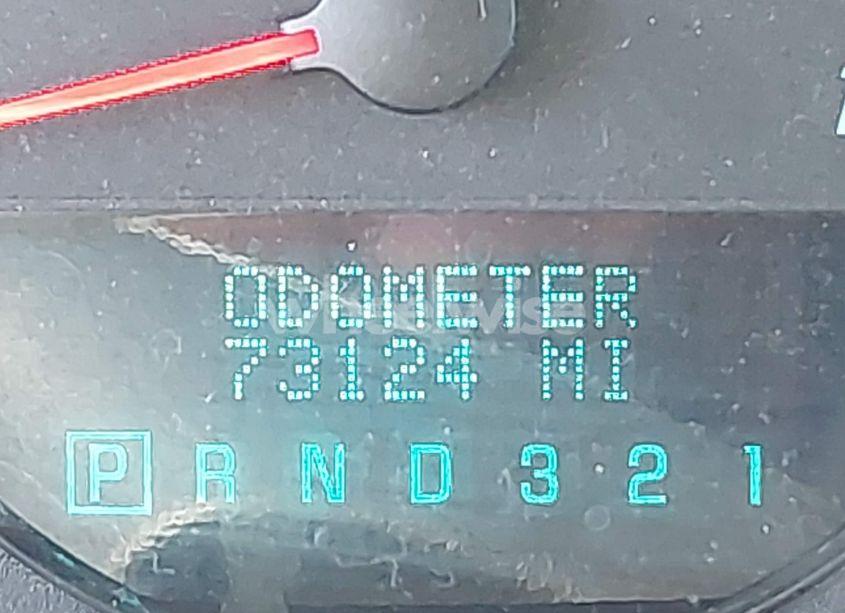 ODOMETER
73124 MI
P R N D 3 2 1